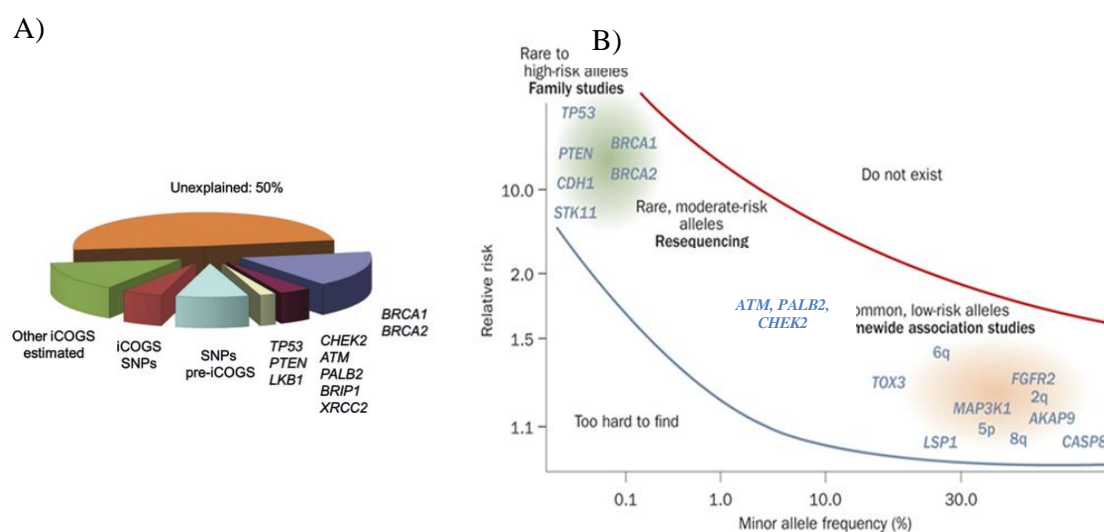 A)
Unexplained: 50%
Other iCOGS
estimated
iCOGS
SNPs
SNPs
pre-iCOGS
TP53
PTEN
LKB1
CHEK2
ATM
PALB2
BRIP1
XRCC2
BRCA1
BRCA2
B)
Rare to
high-risk alleles
Family studies
TP53
BRCA1
PTEN
BRCA2
CDH1
STK11
Do not exist
Rare, moderate-risk
alleles
Resequencing
ATM, PALB2,
CHEK2
ommon, low-risk alleles
mewide association studies
6q
TOX3
FGFR2
2q
MAP3K1
AKAP9
5p
8q
LSP1
CASP8
Too hard to find
Relative risk
10.0
2.0
1.5
1.1
0.1
1.0
10.0
30.0
Minor allele frequency (%)